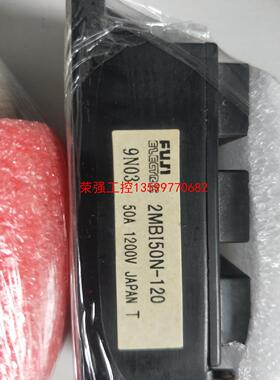 FUJI
ELECTRIC
2MBI50N-120
9N03
50A 1200V JAPAN T
荣强工控13599770682